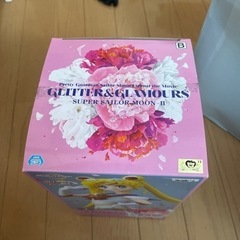 B
Pretty Guardian Sailor Moon Eternal the Movie
GLITTER&GLAMOURS
SUPER SAILOR MOON -II